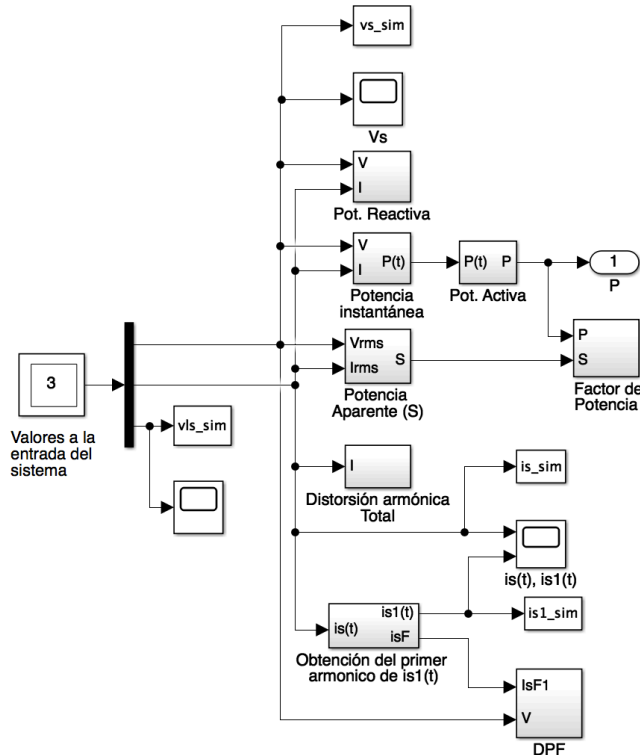 vs_sim
Vs
V
I
Pot. Reactiva
V
I
P(t)
Potencia
instantánea
P(t)
P
Pot. Activa
1
P
Vrms
Irms
S
Potencia
Aparente (S)
P
S
Factor de
Potencia
3
Valores a la
entrada del
sistema
vls_sim
I
Distorsión armónica
Total
is_sim
is(t), is1(t)
is(t)
is1(t)
isF
Obtención del primer
armonico de is1(t)
is1_sim
IsF1
V
DPF